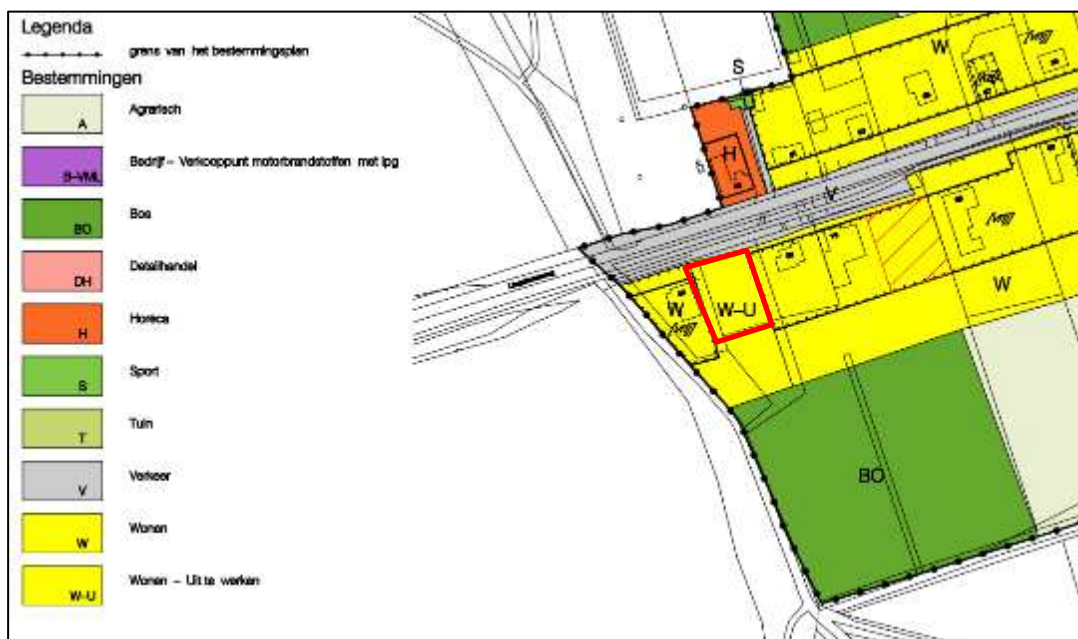 Legenda
grens van het bestemmingsplan
Bestemmingen
A Agrarisch
B-VML Bedrijf - Verkooppunt motorbrandstoffen met lpg
BO Bos
DH Detailhandel
H Horeca
S Sport
T Tuin
V Verkeer
W Wonen
W-U Wonen - Uit te werken
W
S
H
V
W
W-U
W
BO